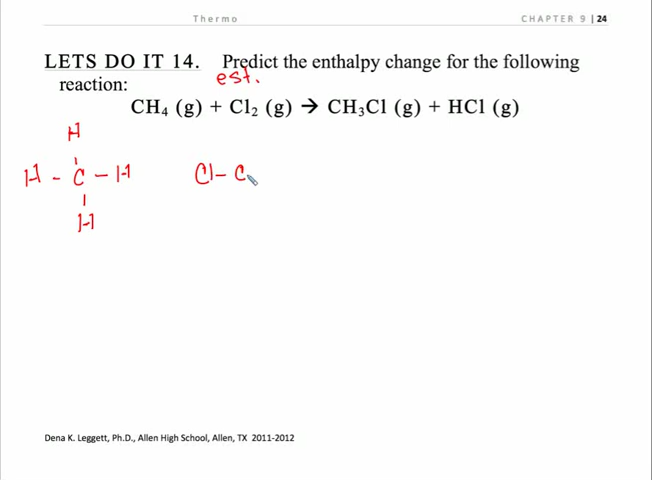 Thermo CHAPTER 9 | 24
LETS DO IT 14. Predict the enthalpy change for the following
est.
reaction:
CH₄ (g) + Cl₂ (g) → CH₃Cl (g) + HCl (g)
H
H - C - H Cl - C
H
Dena K. Leggett, Ph.D., Allen High School, Allen, TX 2011-2012